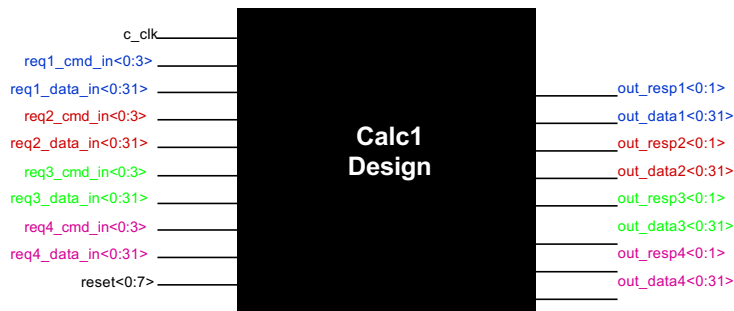 c_clk
req1_cmd_in<0:3>
req1_data_in<0:31>
req2_cmd_in<0:3>
req2_data_in<0:31>
req3_cmd_in<0:3>
req3_data_in<0:31>
req4_cmd_in<0:3>
req4_data_in<0:31>
reset<0:7>
Calc1
Design
out_resp1<0:1>
out_data1<0:31>
out_resp2<0:1>
out_data2<0:31>
out_resp3<0:1>
out_data3<0:31>
out_resp4<0:1>
out_data4<0:31>